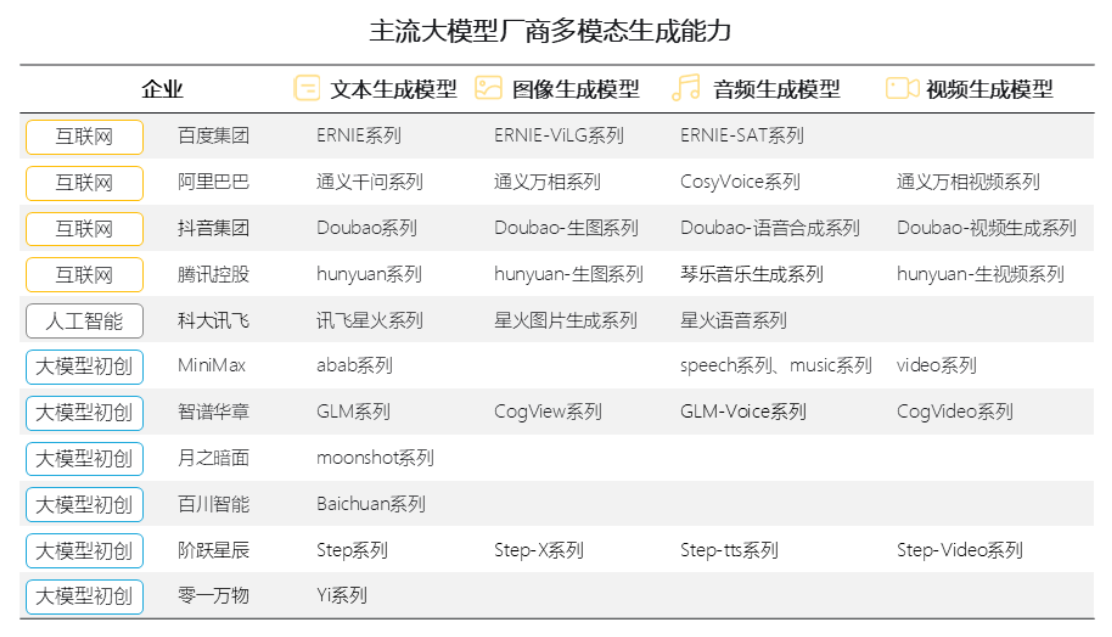 主流大模型厂商多模态生成能力
企业 文本生成模型 图像生成模型 音频生成模型 视频生成模型
互联网 百度集团 ERNIE系列 ERNIE-ViLG系列 ERNIE-SAT系列
互联网 阿里巴巴 通义千问系列 通义万相系列 CosyVoice系列 通义万相视频系列
互联网 抖音集团 Doubao系列 Doubao-生图系列 Doubao-语音合成系列 Doubao-视频生成系列
互联网 腾讯控股 hunyuan系列 hunyuan-生图系列 琴乐音乐生成系列 hunyuan-生视频系列
人工智能 科大讯飞 讯飞星火系列 星火图片生成系列 星火语音系列
大模型初创 MiniMax abab系列 speech系列、music系列 video系列
大模型初创 智谱华章 GLM系列 CogView系列 GLM-Voice系列 CogVideo系列
大模型初创 月之暗面 moonshot系列
大模型初创 百川智能 Baichuan系列
大模型初创 阶跃星辰 Step系列 Step-X系列 Step-tts系列 Step-Video系列
大模型初创 零一万物 Yi系列